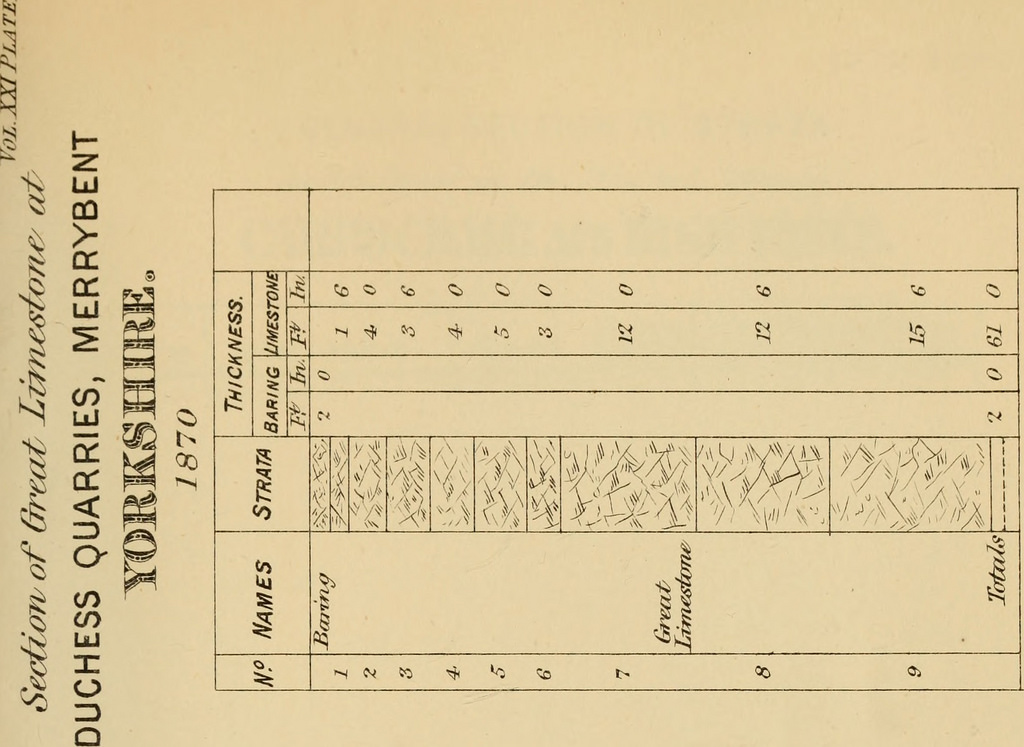 VOL. XXI PLATE
Section of Great Limestone at
DUCHESS QUARRIES, MERRYBENT
YORKSHIRE.
1870
No. NAMES STRATA THICKNESS.
BARING LIMESTONE
Ft In. Ft In.
Baring 2 0
1 1 6
2 4 0
3 3 6
4 4 0
5 5 0
6 3 0
7 12 0
Great
Limestone
8 12 6
9 15 6
Totals 2 0 61 0